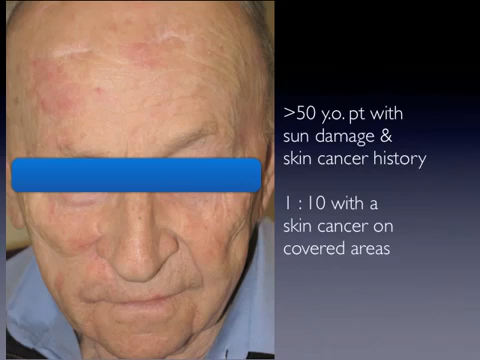 >50 y.o. pt with
sun damage &
skin cancer history
1 : 10 with a
skin cancer on
covered areas